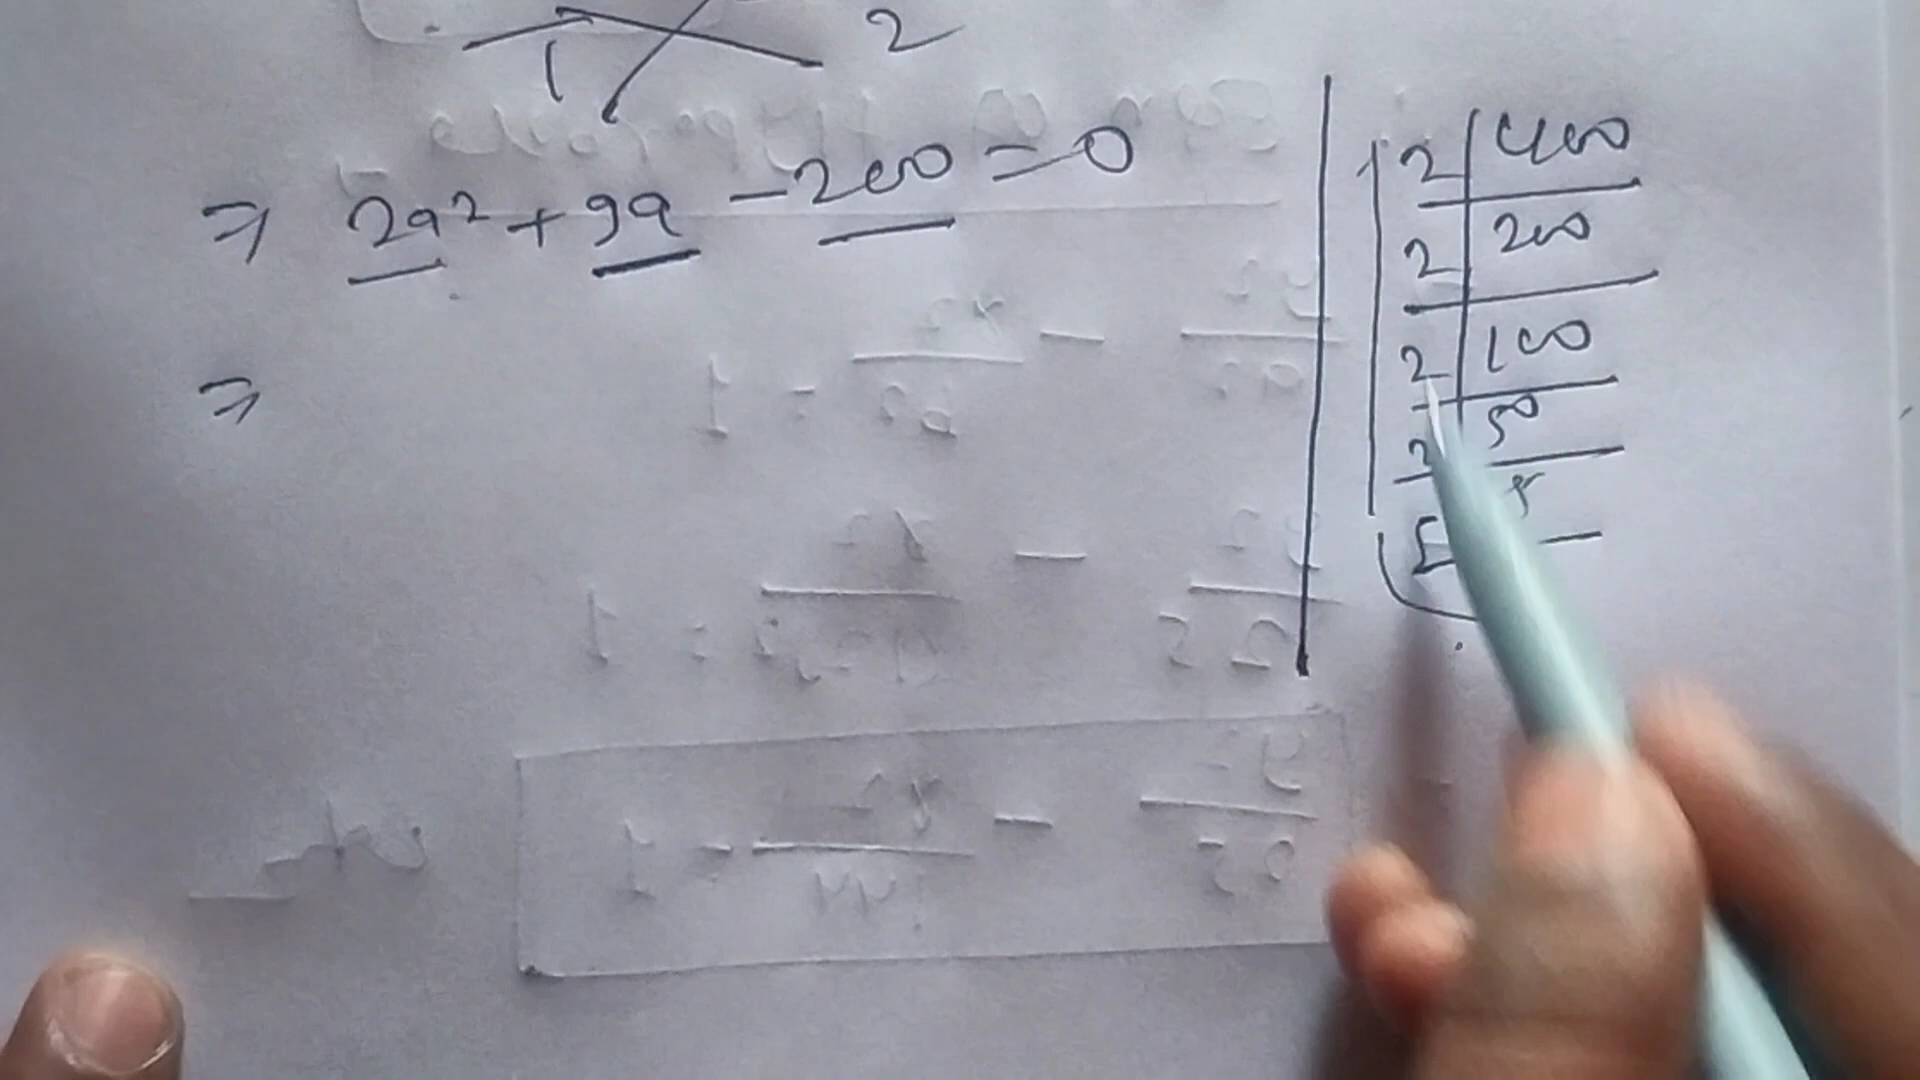 1 2
⇒ 2a² + 9a - 200 = 0
⇒
2 | 400
2 | 200
2 | 100
2 | 50
5